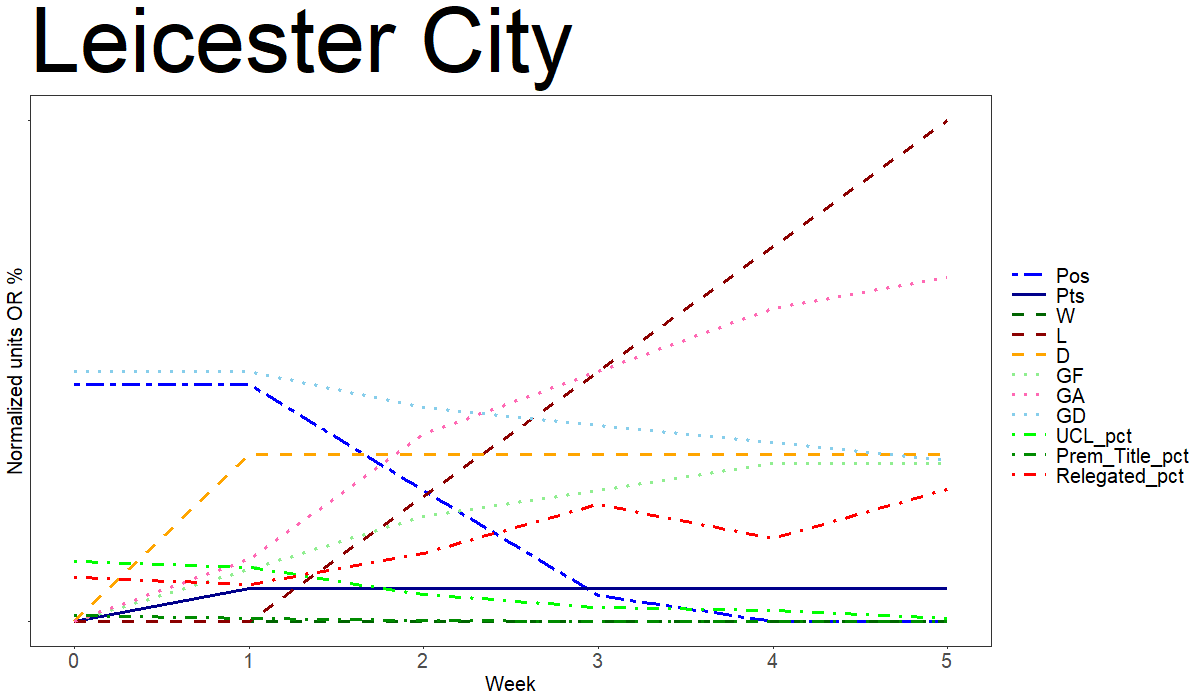 Leicester City
Normalized units OR %
Pos
Pts
W
L
D
GF
GA
GD
UCL_pct
Prem_Title_pct
Relegated_pct
0 1 2 3 4 5
Week